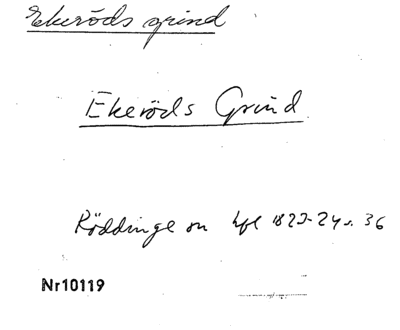 Ekeröds grind
Ekeröds Grind
Röddinge sn hfl 1823-24 s. 36
Nr10119